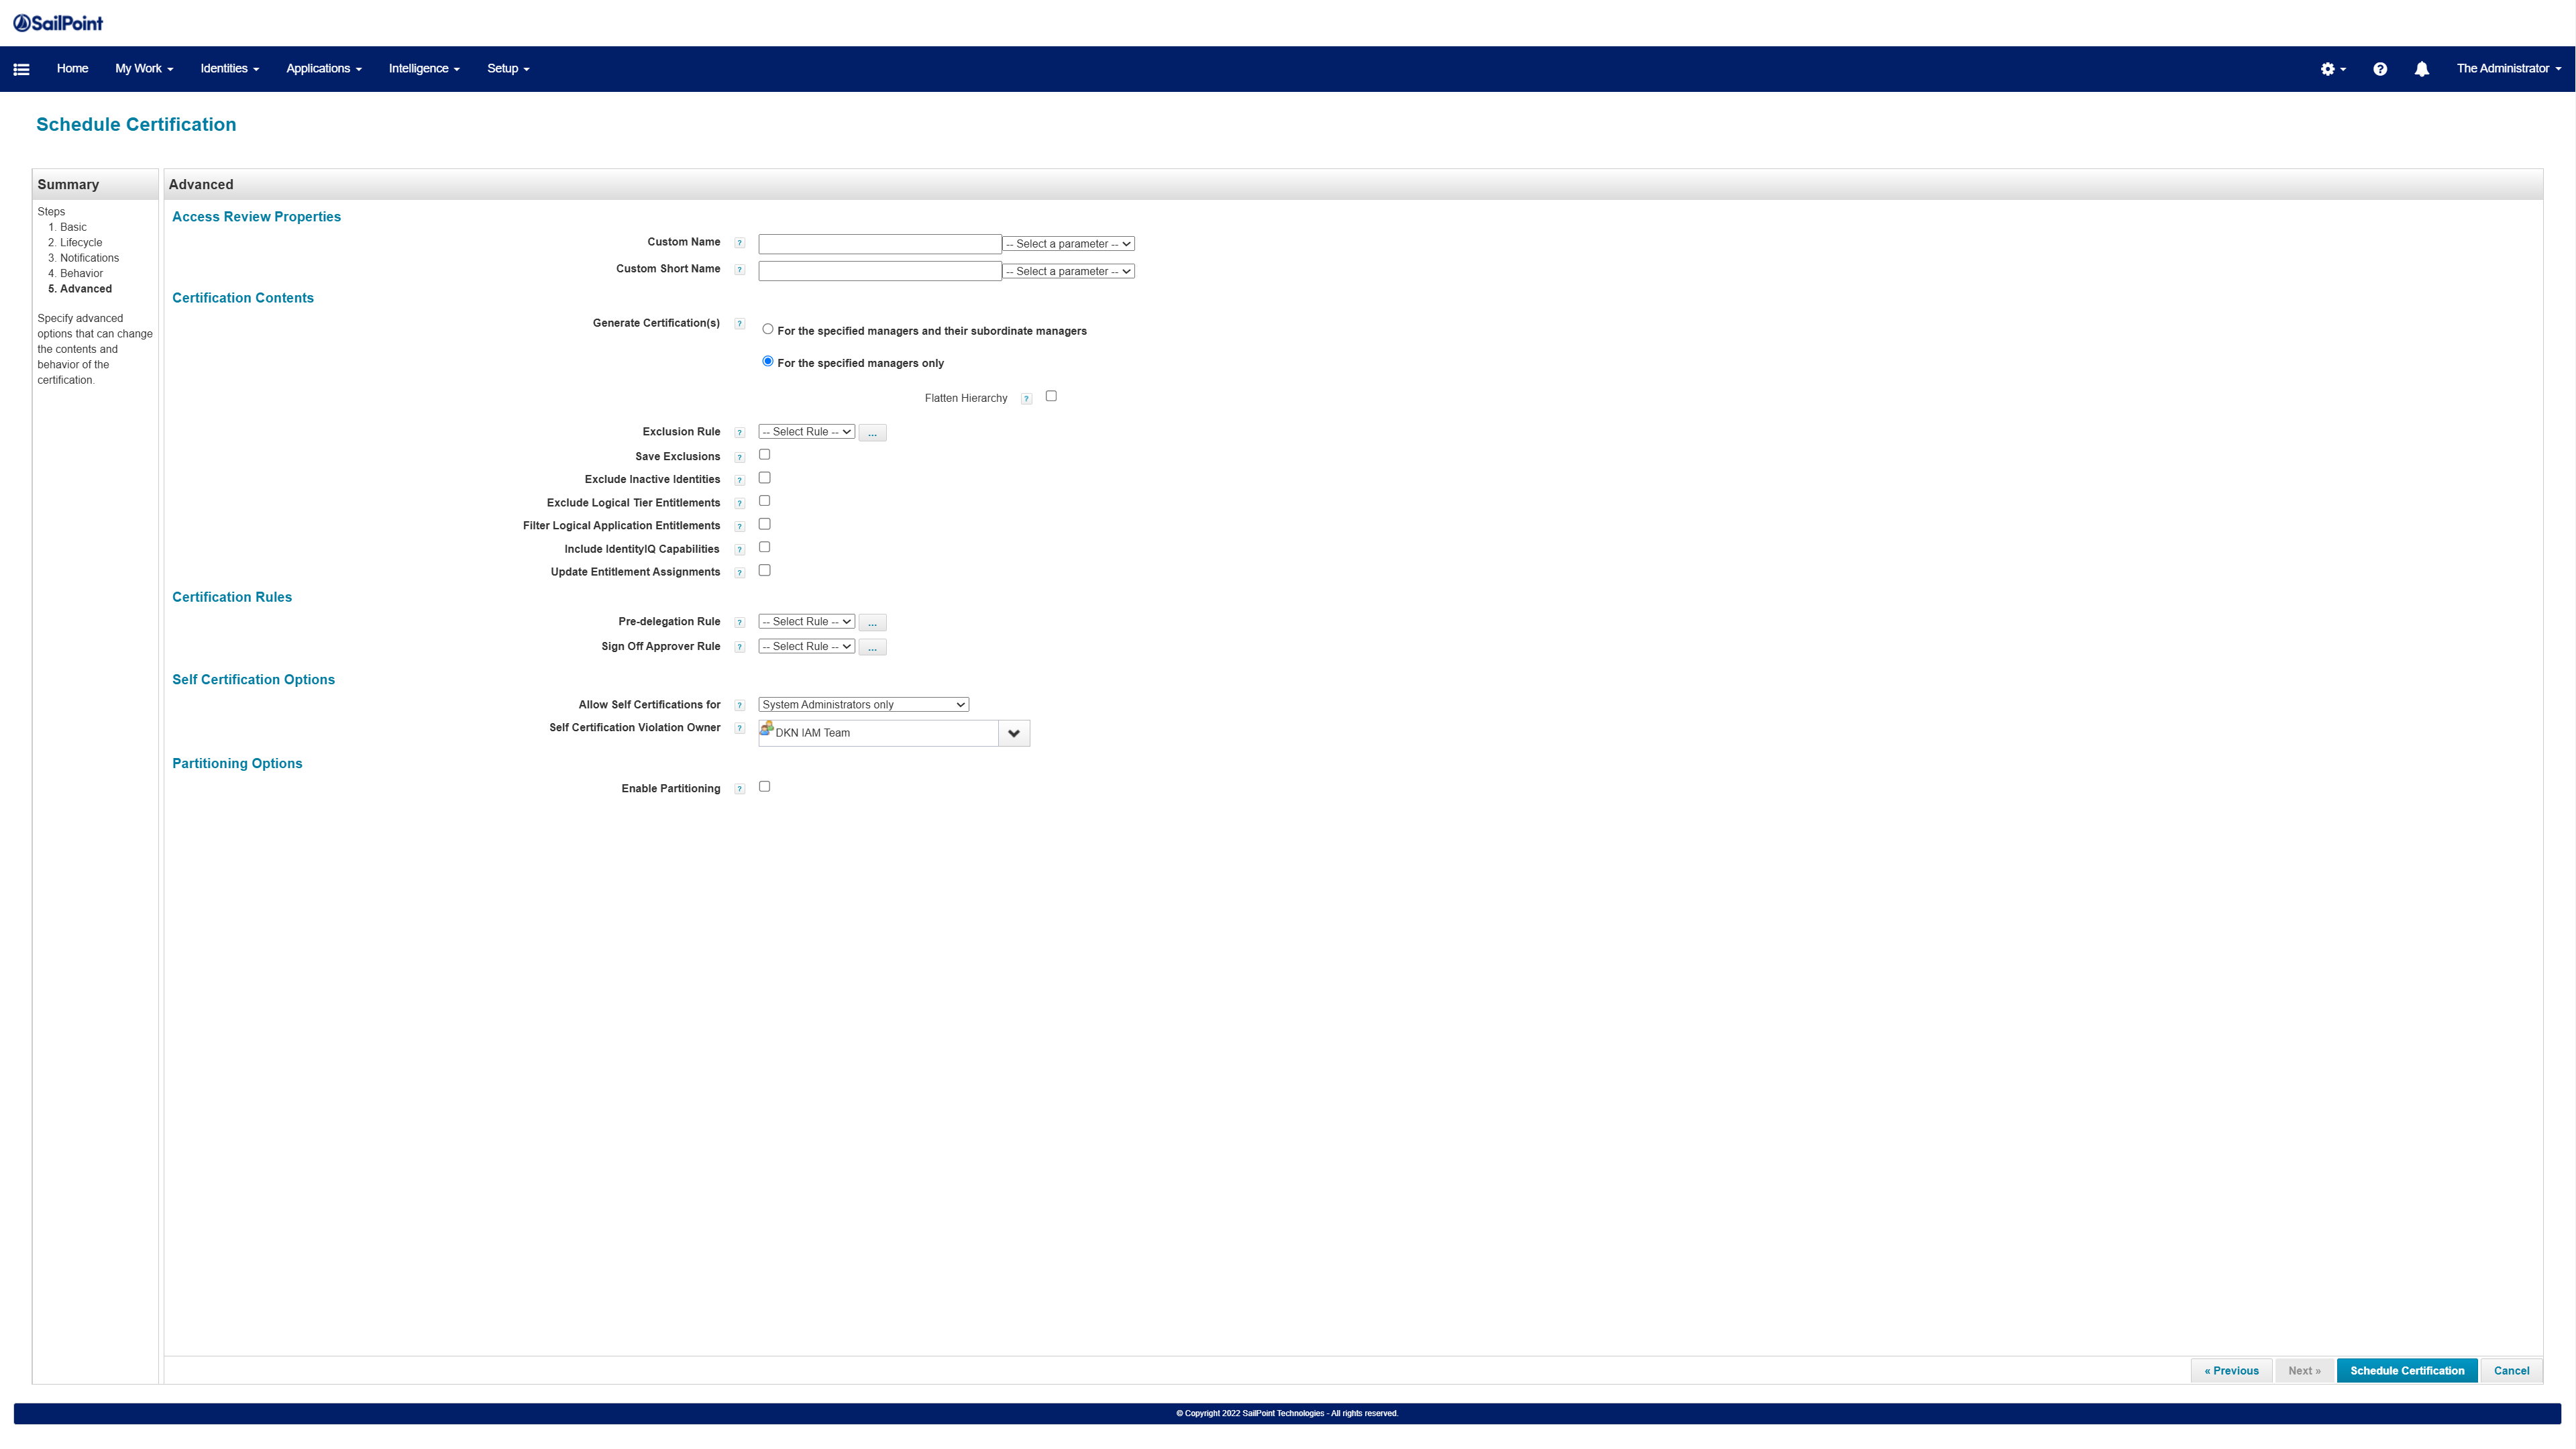 SailPoint
Home
My Work
Identities
Applications
Intelligence
Setup
The Administrator
Schedule Certification
Summary
Steps
1. Basic
2. Lifecycle
3. Notifications
4. Behavior
5. Advanced
Specify advanced
options that can change
the contents and
behavior of the
certification.
Advanced
Access Review Properties
Custom Name ? -- Select a parameter --
Custom Short Name ? -- Select a parameter --
Certification Contents
Generate Certification(s) ? For the specified managers and their subordinate managers
For the specified managers only
Flatten Hierarchy ?
Exclusion Rule ? -- Select Rule -- ...
Save Exclusions ?
Exclude Inactive Identities ?
Exclude Logical Tier Entitlements ?
Filter Logical Application Entitlements ?
Include IdentityIQ Capabilities ?
Update Entitlement Assignments ?
Certification Rules
Pre-delegation Rule ? -- Select Rule -- ...
Sign Off Approver Rule ? -- Select Rule -- ...
Self Certification Options
Allow Self Certifications for ? System Administrators only
Self Certification Violation Owner ? DKN IAM Team
Partitioning Options
Enable Partitioning ?
« Previous
Next »
Schedule Certification
Cancel
© Copyright 2022 SailPoint Technologies - All rights reserved.